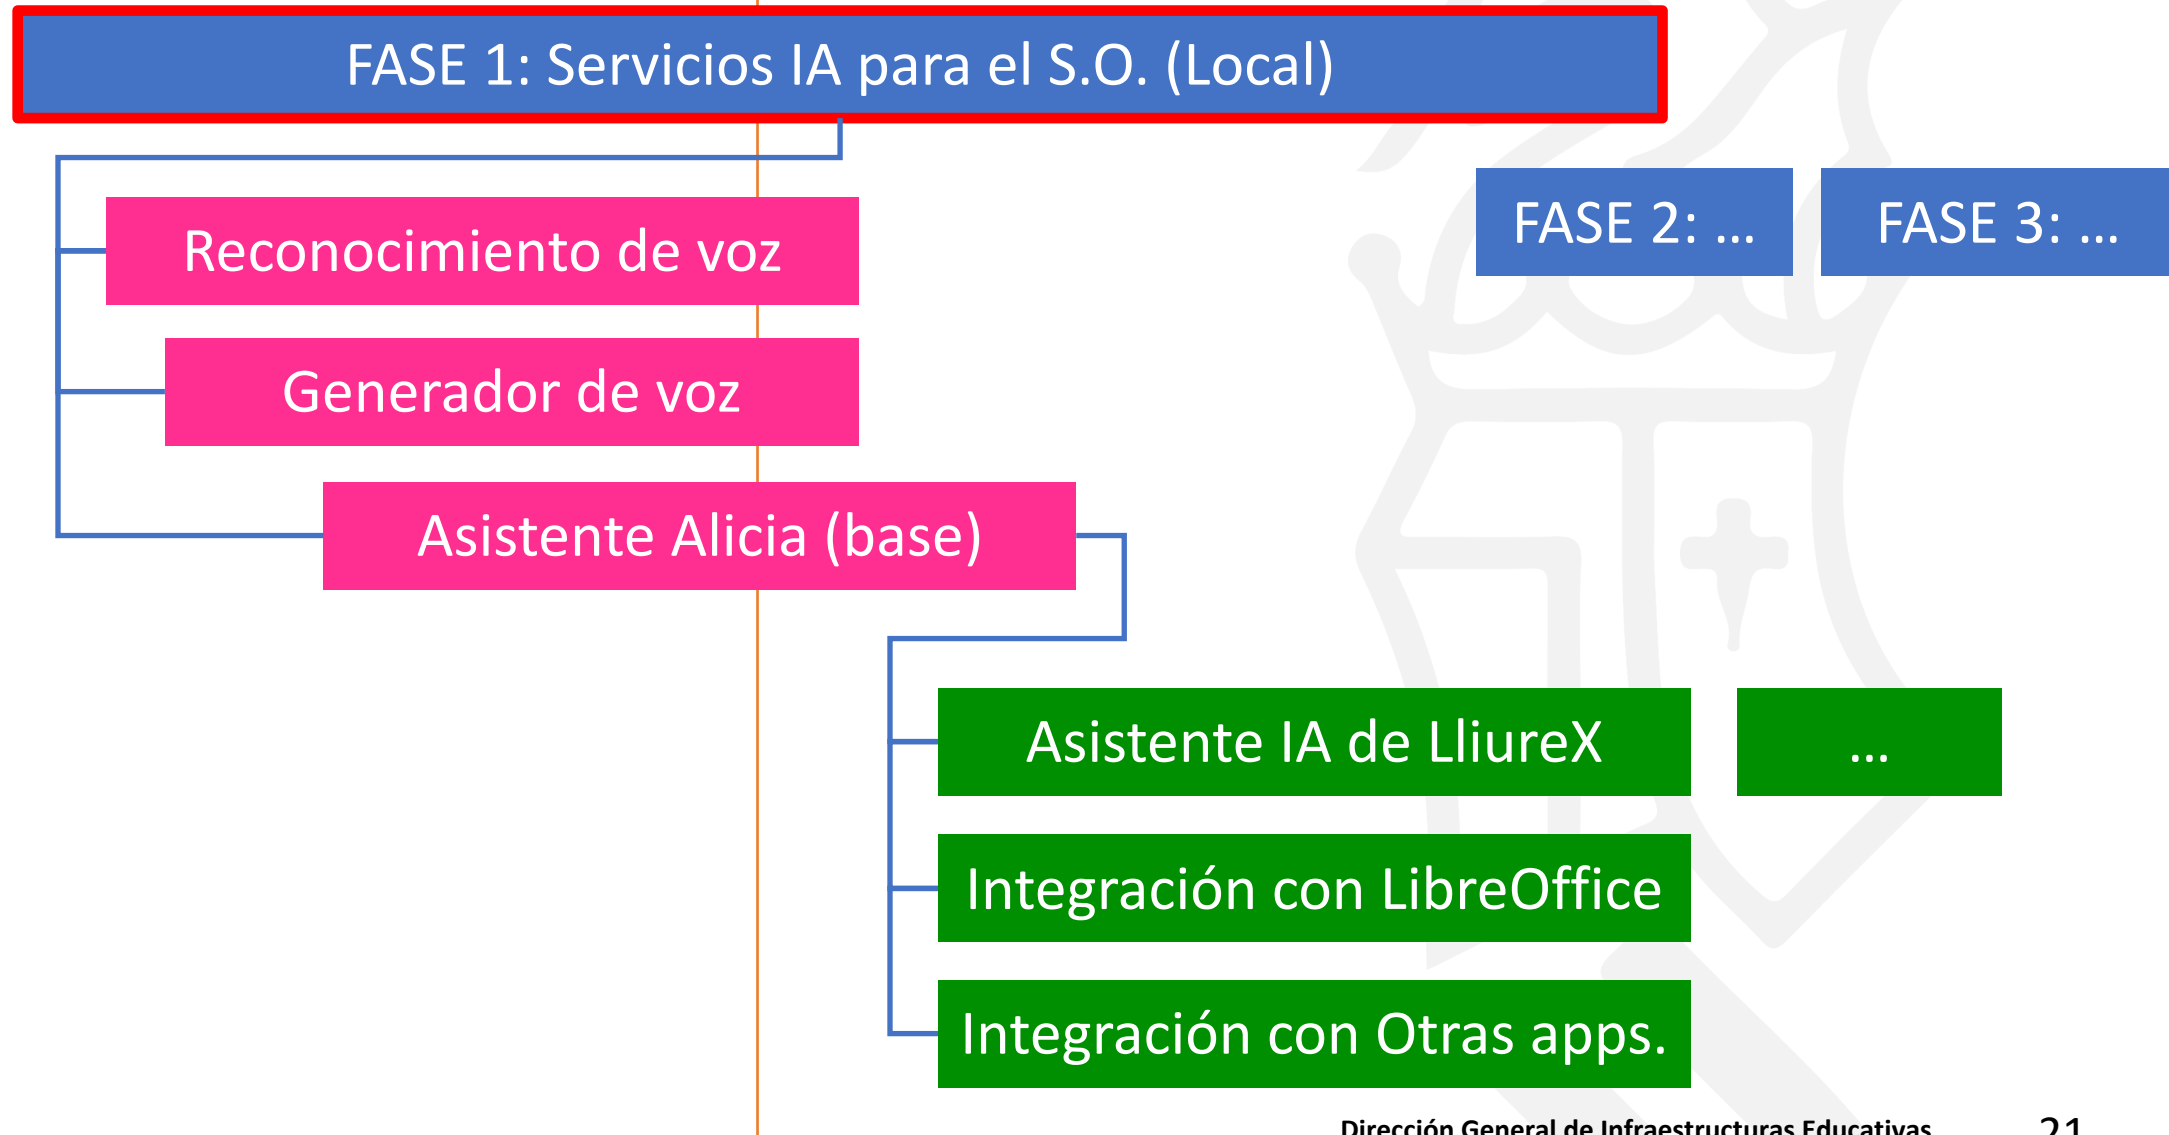 FASE 1: Servicios IA para el S.O. (Local)
FASE 2: ...
FASE 3: ...
Reconocimiento de voz
Generador de voz
Asistente Alicia (base)
Asistente IA de LliureX
...
Integración con LibreOffice
Integración con Otras apps.
Dirección General de Infraestructuras Educativas
21